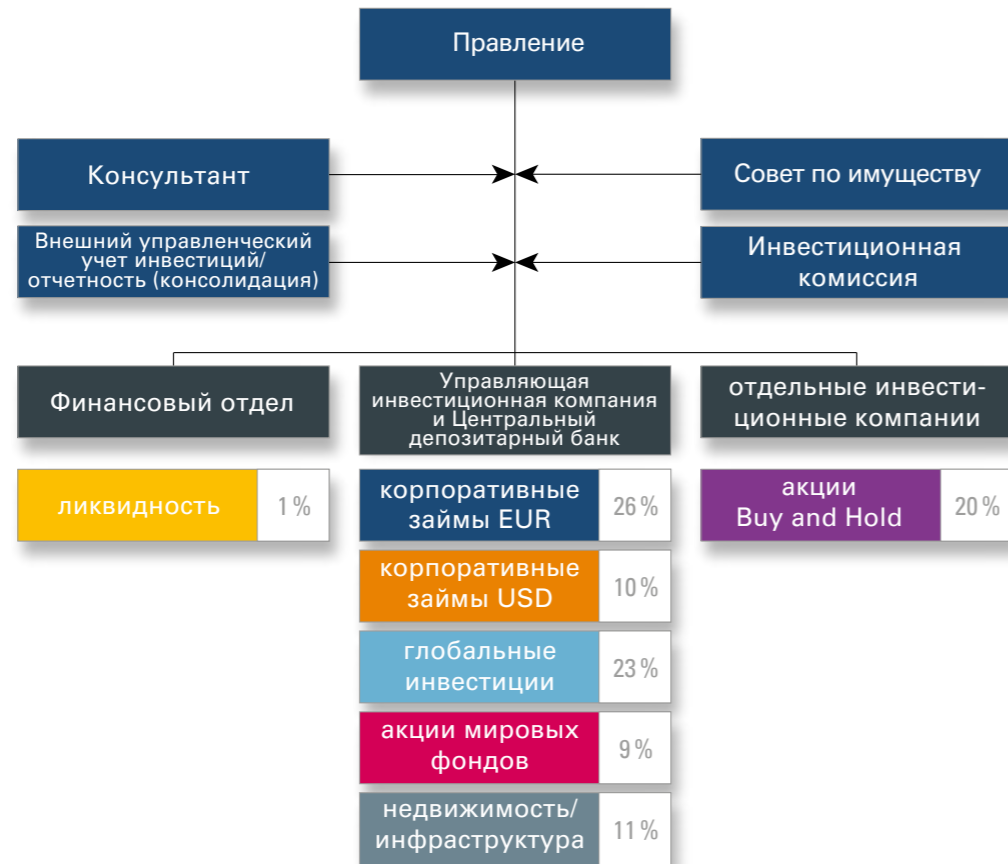 Правление
Консультант
Совет по имуществу
Внешний управленческий
учет инвестиций/
отчетность (консолидация)
Инвестиционная
комиссия
Финансовый отдел
Управляющая
инвестиционная компания
и Центральный
депозитарный банк
отдельные инвести-
ционные компании
ликвидность
1 %
корпоративные
займы EUR
26 %
акции
Buy and Hold
20 %
корпоративные
займы USD
10 %
глобальные
инвестиции
23 %
акции мировых
фондов
9 %
недвижимость/
инфраструктура
11 %